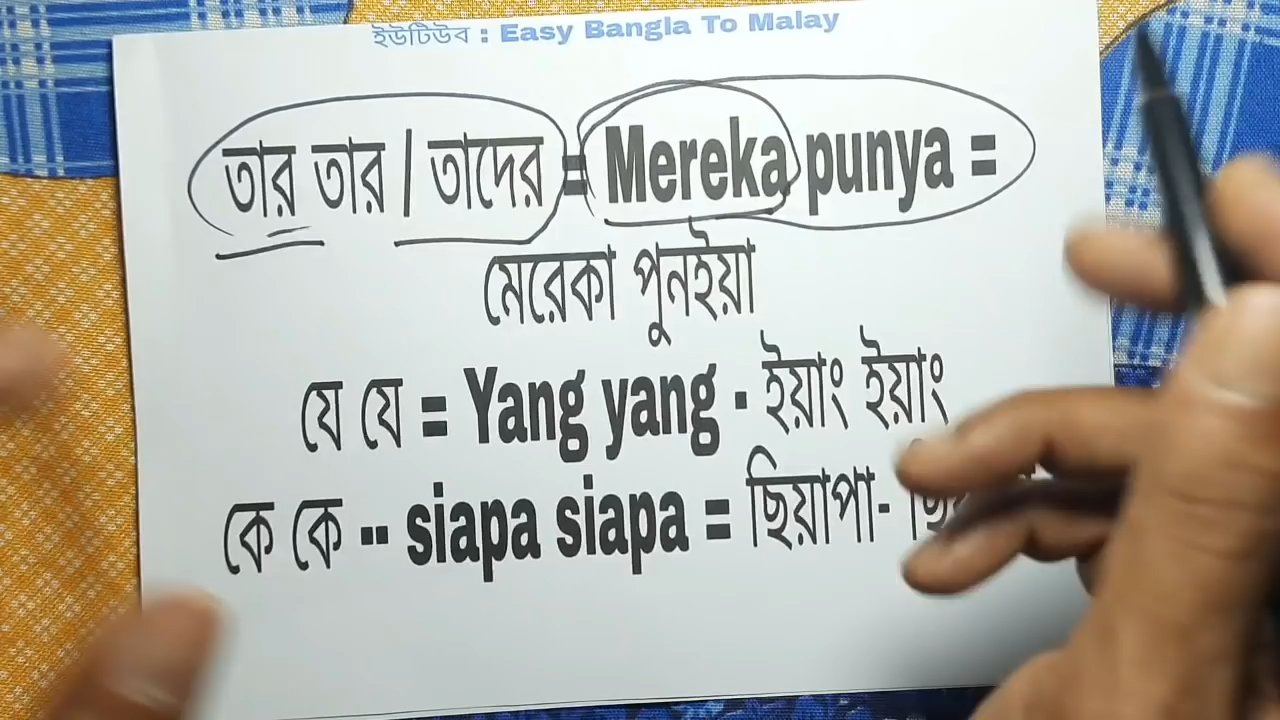 ইউটিউব : Easy Bangla To Malay
তার তার / তাদের = Mereka punya =
মেরেকা পুনইয়া
যে যে = Yang yang - ইয়াং ইয়াং
কে কে -- siapa siapa = ছিয়াপা-